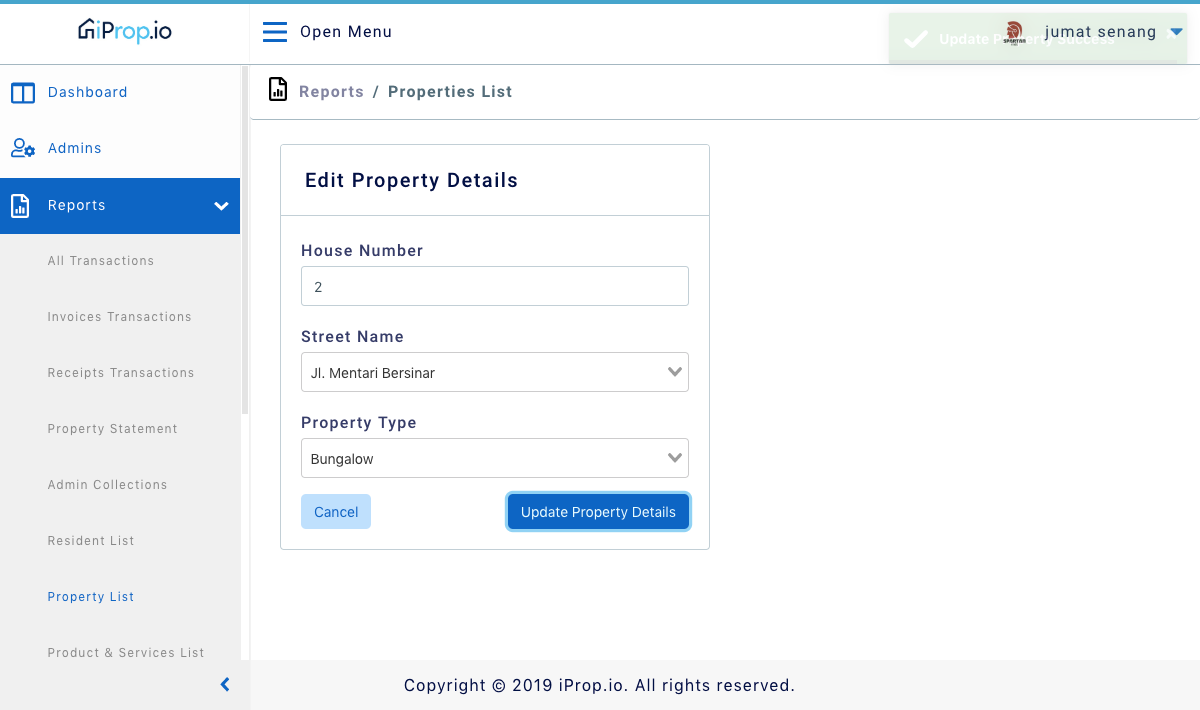 iProp.io
Open Menu
Update Property Success
jumat senang
Dashboard
Reports / Properties List
Admins
Reports
All Transactions
Invoices Transactions
Receipts Transactions
Property Statement
Admin Collections
Resident List
Property List
Product & Services List
Edit Property Details
House Number
2
Street Name
Jl. Mentari Bersinar
Property Type
Bungalow
Cancel
Update Property Details
Copyright © 2019 iProp.io. All rights reserved.